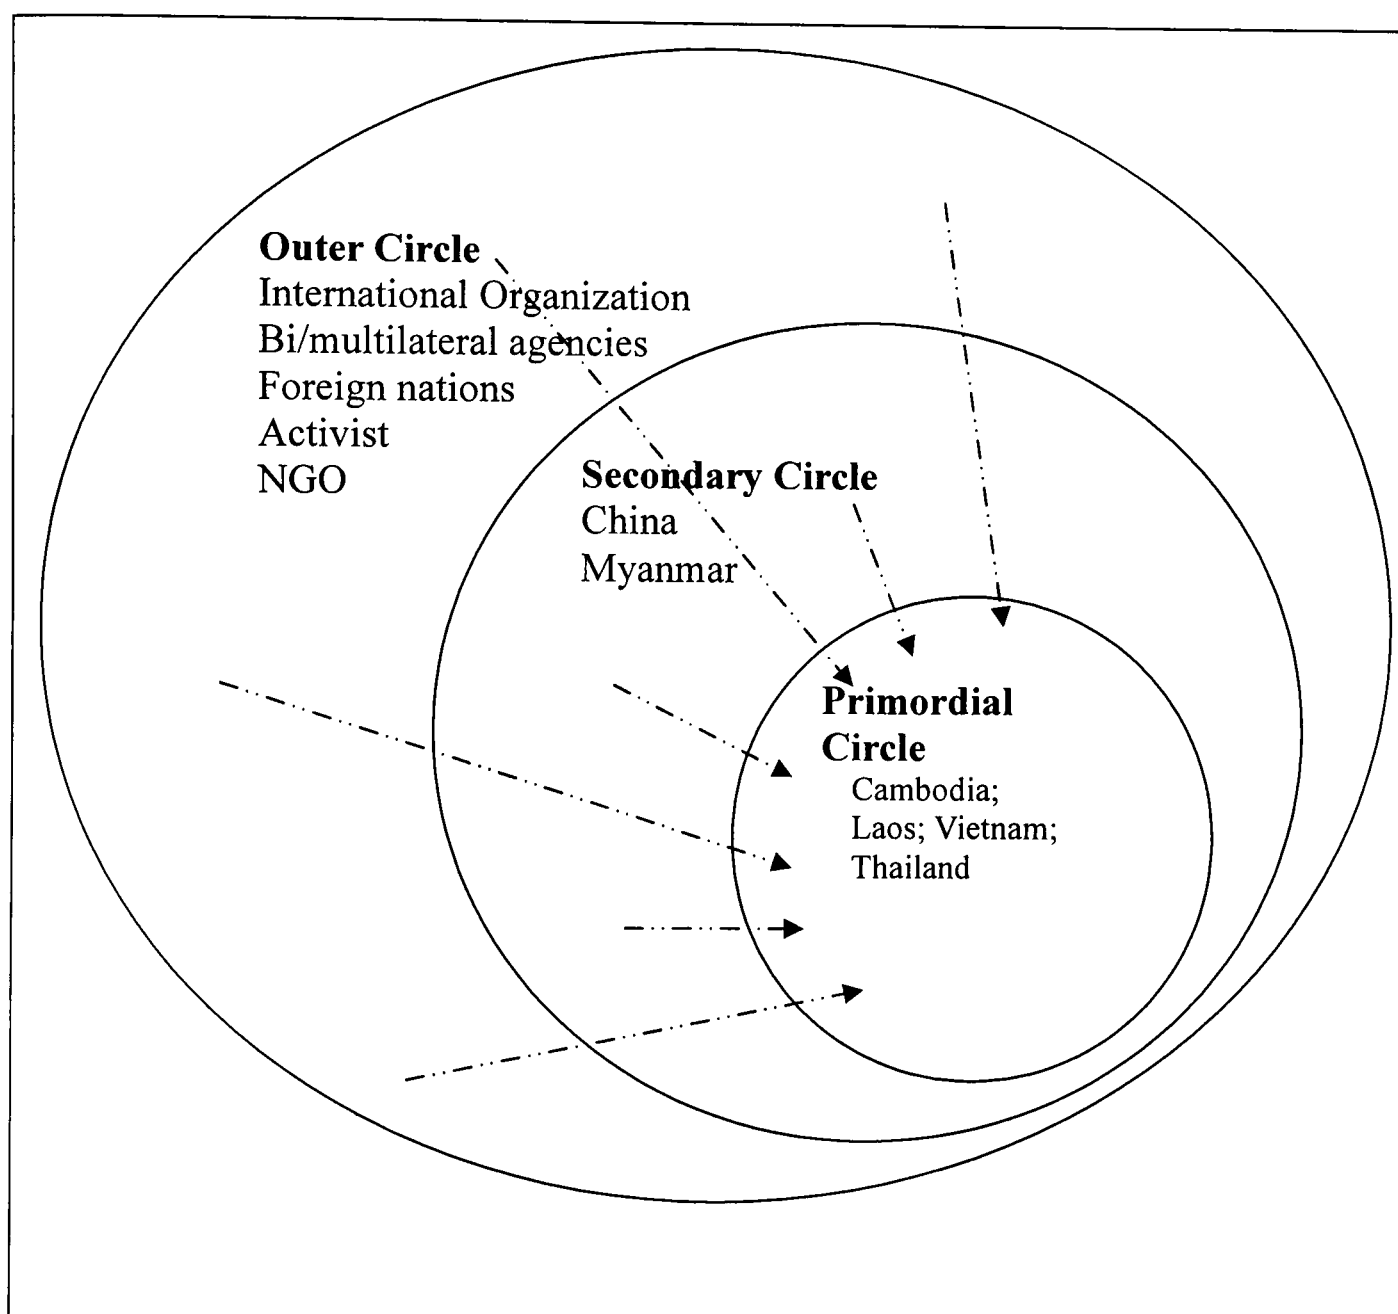 Outer Circle
International Organization
Bi/multilateral agencies
Foreign nations
Activist
NGO
Secondary Circle
China
Myanmar
Primordial
Circle
Cambodia;
Laos; Vietnam;
Thailand